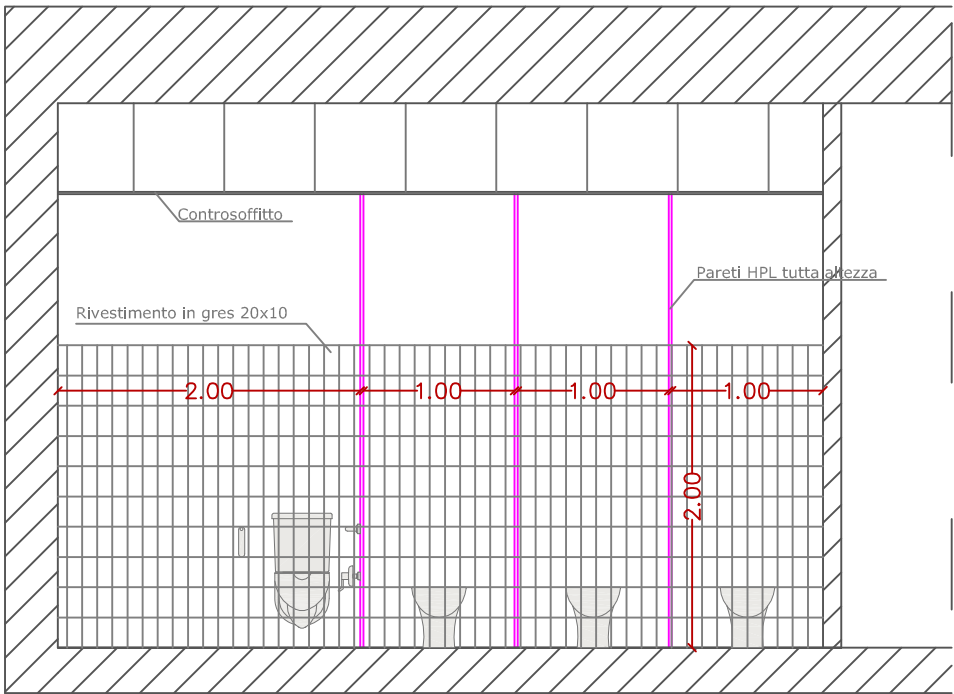 Controsoffitto
Pareti HPL tutta altezza
Rivestimento in gres 20x10
2.00 1.00 1.00 1.00
2.00